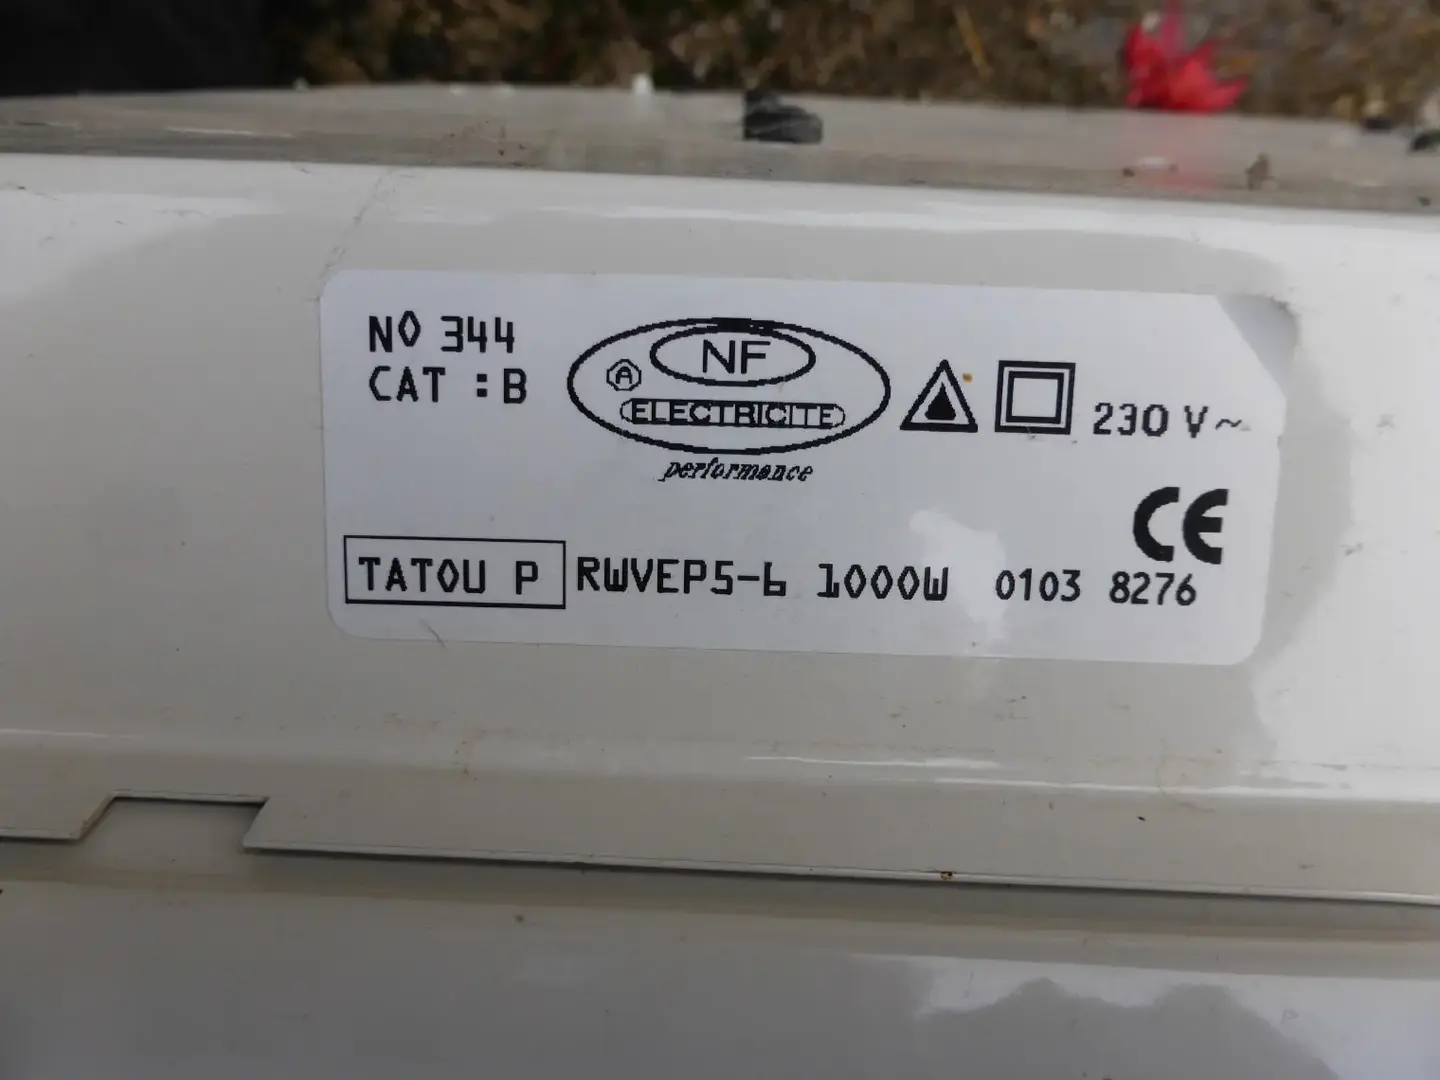 NO 344
CAT : B
NF
A
ELECTRICITE
performance
230 V~
CE
TATOU P RWVEP5-6 1000W 0103 8276